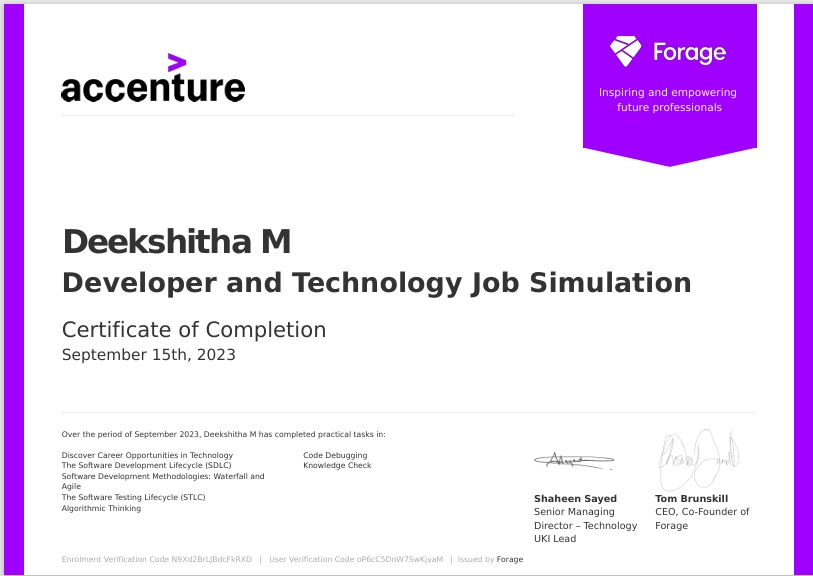 accenture
Forage
Inspiring and empowering
future professionals
Deekshitha M
Developer and Technology Job Simulation
Certificate of Completion
September 15th, 2023
Over the period of September 2023, Deekshitha M has completed practical tasks in:
Discover Career Opportunities in Technology
The Software Development Lifecycle (SDLC)
Software Development Methodologies: Waterfall and
Agile
The Software Testing Lifecycle (STLC)
Algorithmic Thinking
Code Debugging
Knowledge Check
Shaheen Sayed
Senior Managing
Director – Technology
UKI Lead
Tom Brunskill
CEO, Co-Founder of
Forage
Enrolment Verification Code N9Xd2BrLJBdcFkRXD | User Verification Code oP6cC5DnW7SwKjvaM | Issued by Forage